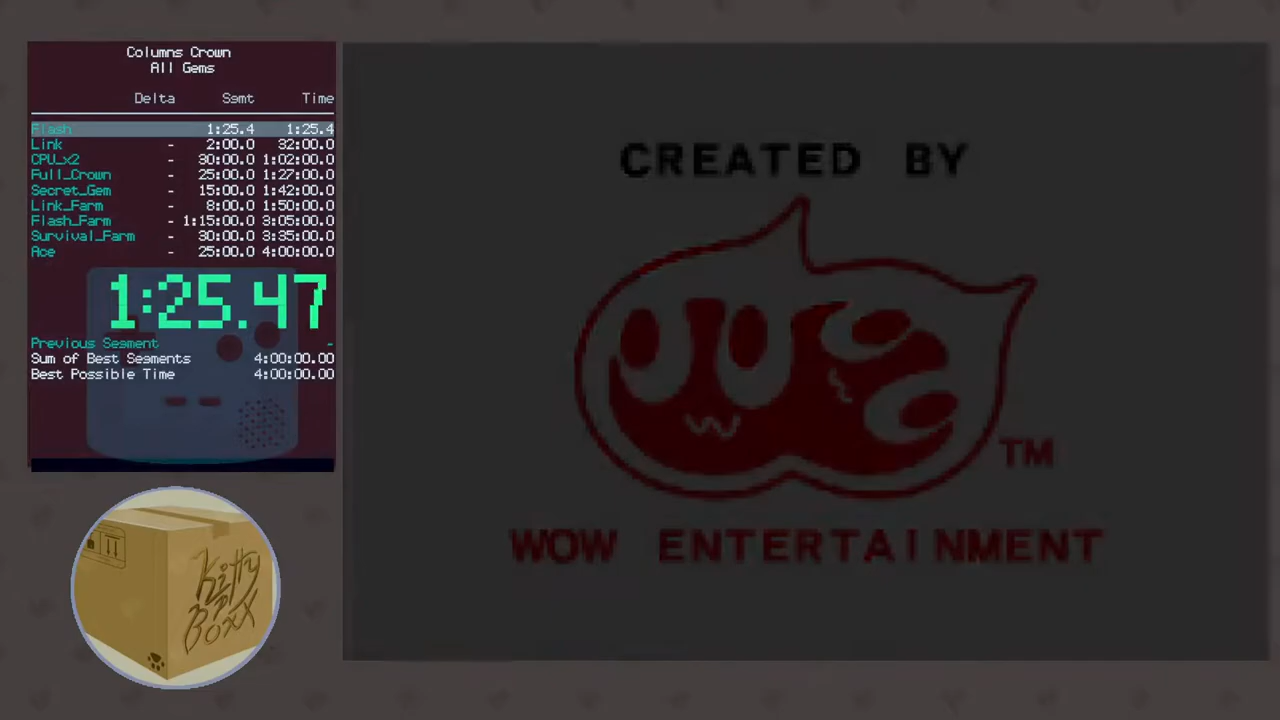 Columns Crown
All Gems
Delta Sgmt Time
Flash 1:25.4 1:25.4
Link - 2:00.0 32:00.0
CPU_x2 - 30:00.0 1:02:00.0
Full_Crown - 25:00.0 1:27:00.0
Secret_Gem - 15:00.0 1:42:00.0
Link_Farm - 8:00.0 1:50:00.0
Flash_Farm - 1:15:00.0 3:05:00.0
Survival_Farm - 30:00.0 3:35:00.0
Ace - 25:00.0 4:00:00.0
1:25.47
Previous Segment -
Sum of Best Segments 4:00:00.00
Best Possible Time 4:00:00.00
CREATED BY
WOW
TM
WOW ENTERTAINMENT
Kitty
BoxX